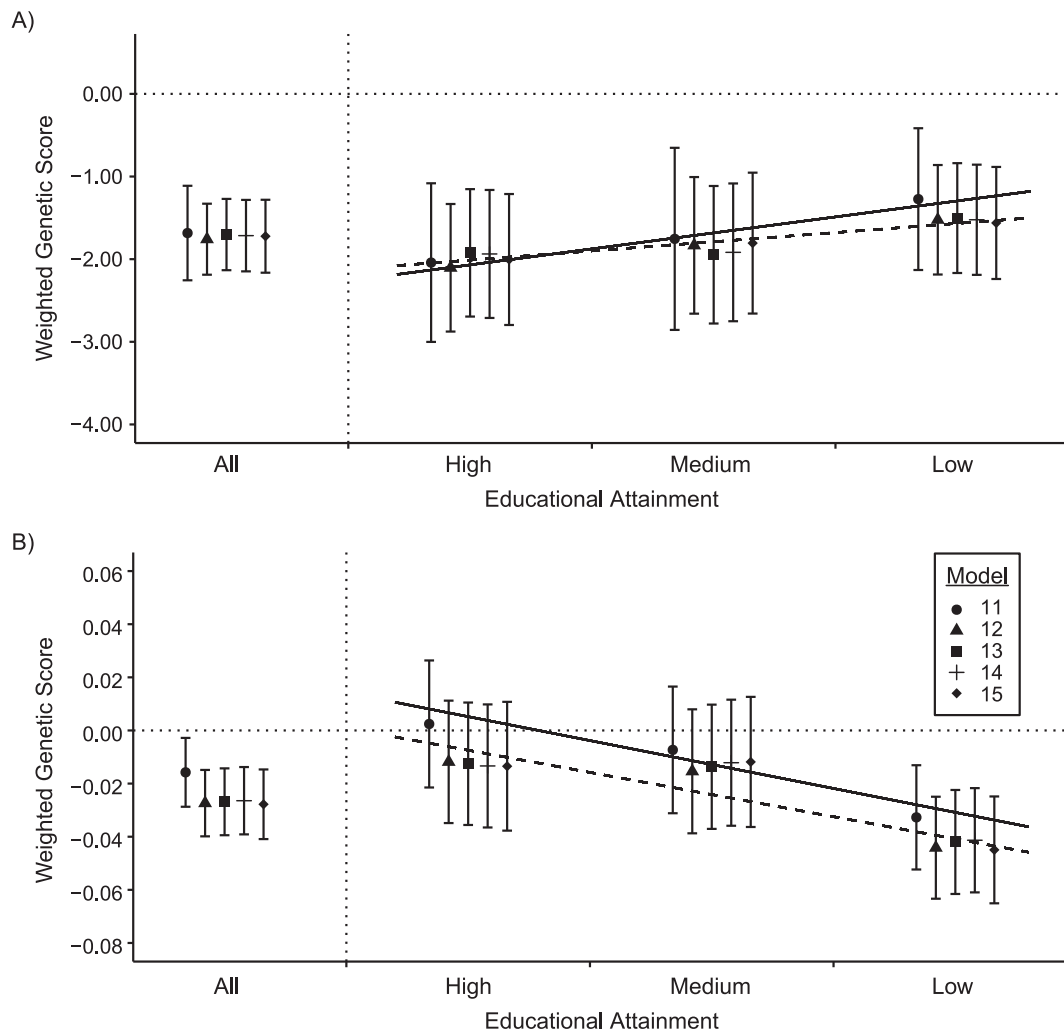 A)
Weighted Genetic Score
0.00
−1.00
−2.00
−3.00
−4.00
All
High
Medium
Low
Educational Attainment
B)
Weighted Genetic Score
0.06
0.04
0.02
0.00
−0.02
−0.04
−0.06
−0.08
Model
11
12
13
14
15
All
High
Medium
Low
Educational Attainment